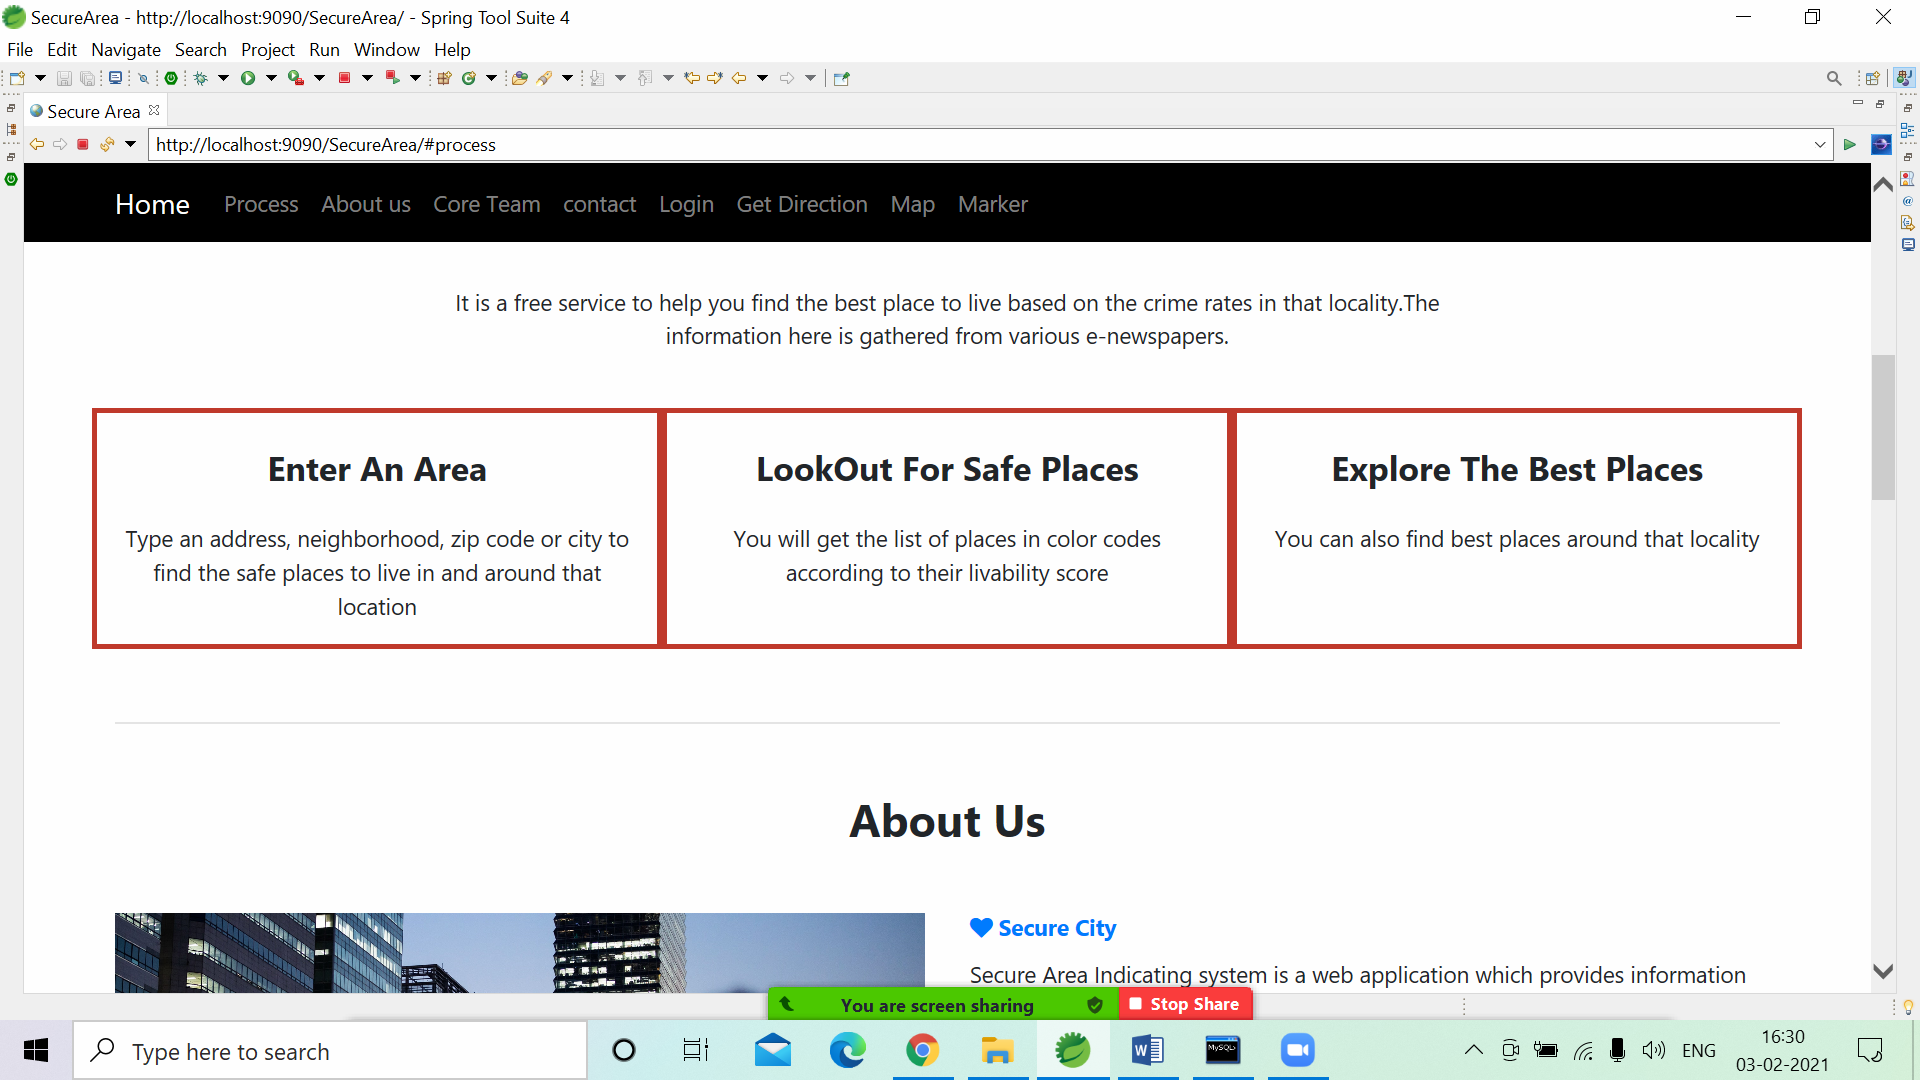 SecureArea - http://localhost:9090/SecureArea/ - Spring Tool Suite 4
File Edit Navigate Search Project Run Window Help
Secure Area
http://localhost:9090/SecureArea/#process
Home Process About us Core Team contact Login Get Direction Map Marker
It is a free service to help you find the best place to live based on the crime rates in that locality.The
information here is gathered from various e-newspapers.
Enter An Area
Type an address, neighborhood, zip code or city to
find the safe places to live in and around that
location
LookOut For Safe Places
You will get the list of places in color codes
according to their livability score
Explore The Best Places
You can also find best places around that locality
About Us
Secure City
Secure Area Indicating system is a web application which provides information
You are screen sharing
Stop Share
Type here to search
MySQL
ENG
16:30
03-02-2021